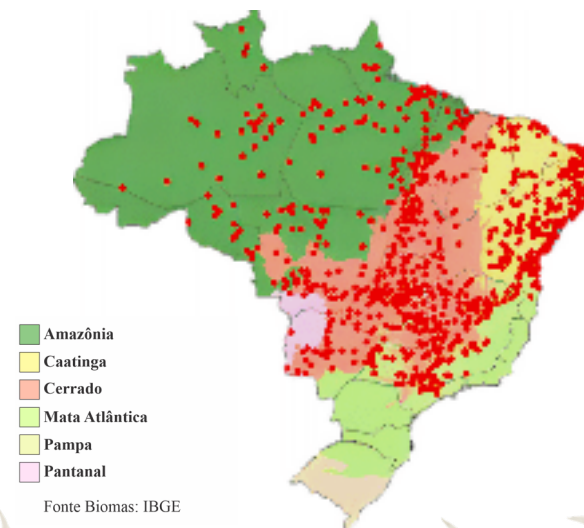 Amazônia
Caatinga
Cerrado
Mata Atlântica
Pampa
Pantanal
Fonte Biomas: IBGE